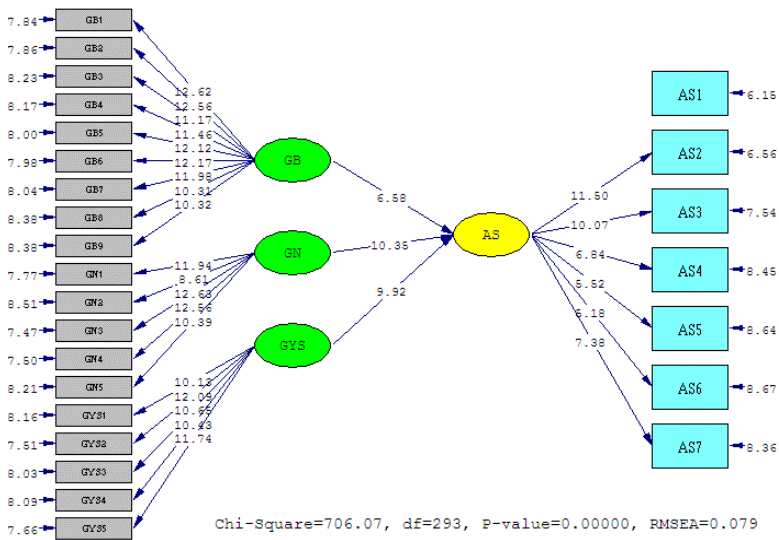 7.84 GB1
7.86 GB2
8.23 GB3
8.17 GB4
8.00 GB5
7.98 GB6
8.04 GB7
8.38 GB8
8.38 GB9
7.77 GN1
8.51 GN2
7.47 GN3
7.50 GN4
8.21 GN5
8.16 GYS1
7.51 GYS2
8.03 GYS3
8.09 GYS4
7.66 GYS5
12.62
12.56
11.17
11.46
12.12
12.17
11.98
10.31
10.32
11.94
8.61
12.63
12.56
10.39
10.13
12.09
10.65
10.43
11.74
GB
GN
GYS
6.58
10.35
9.92
AS
11.50
10.07
6.84
5.52
5.18
7.38
AS1 6.15
AS2 6.56
AS3 7.54
AS4 8.45
AS5 8.64
AS6 8.67
AS7 8.36
Chi-Square=706.07, df=293, P-value=0.00000, RMSEA=0.079